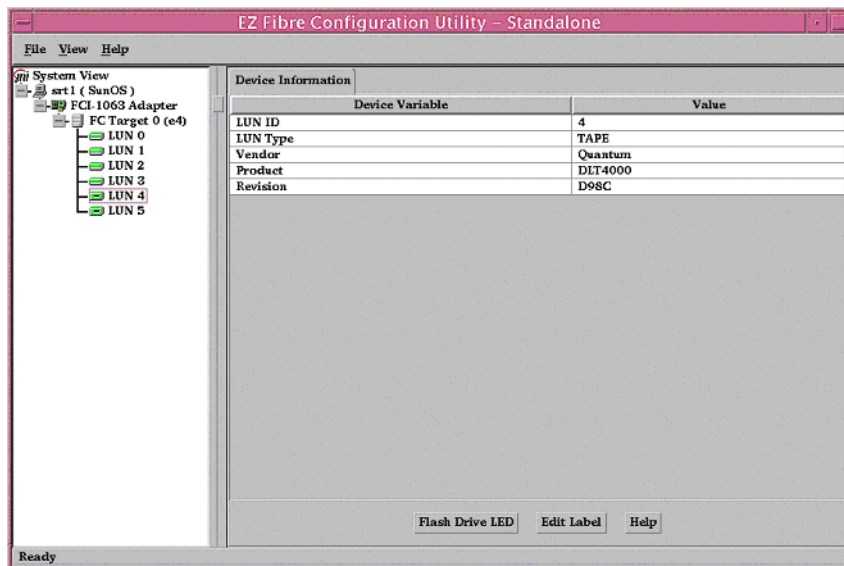 EZ Fibre Configuration Utility – Standalone
File View Help
jni System View
srt1 ( SunOS )
FCI-1063 Adapter
FC Target 0 (e4)
LUN 0
LUN 1
LUN 2
LUN 3
LUN 4
LUN 5
Device Information
Device Variable Value
LUN ID 4
LUN Type TAPE
Vendor Quantum
Product DLT4000
Revision D98C
Flash Drive LED Edit Label Help
Ready